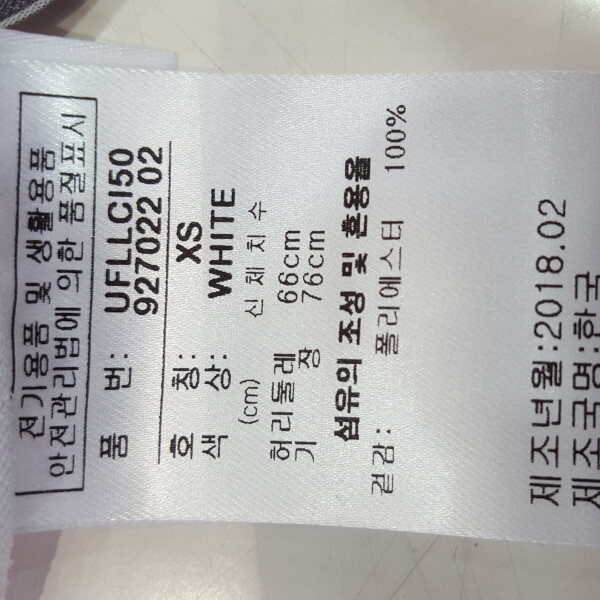 전기용품 및 생활용품
안전관리법에 의한 품질표시
품 번: UFLLCI50
927022 02
호 칭: XS
색 상: WHITE
(cm) 신체치수
허리둘레 66cm
기 장 76cm
섬유의 조성 및 혼용율
겉감: 폴리에스터 100%
제조년월:2018.02
제조국명:한국